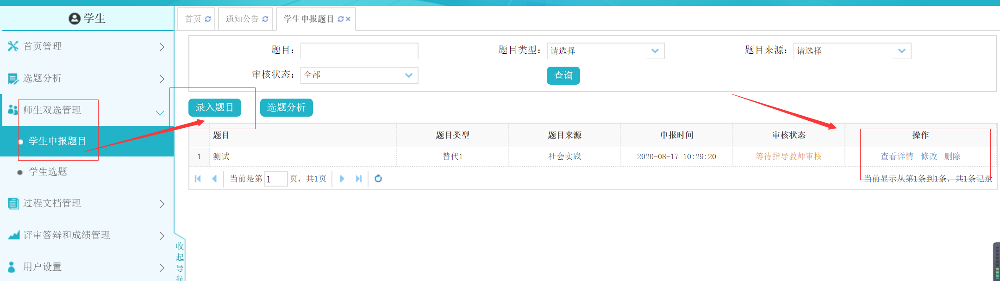 学生
首页管理
选题分析
师生双选管理
学生申报题目
学生选题
过程文档管理
评审答辩和成绩管理
用户设置
收起导航
首页 通知公告 学生申报题目
题目： 题目类型： 请选择 题目来源： 请选择
审核状态： 全部 查询
录入题目 选题分析
题目 题目类型 题目来源 申报时间 审核状态 操作
1 测试 替代1 社会实践 2020-08-17 10:29:20 等待指导教师审核 查看详情 修改 删除
当前是第 1 页，共1页 当前显示从第1条到1条，共1条记录